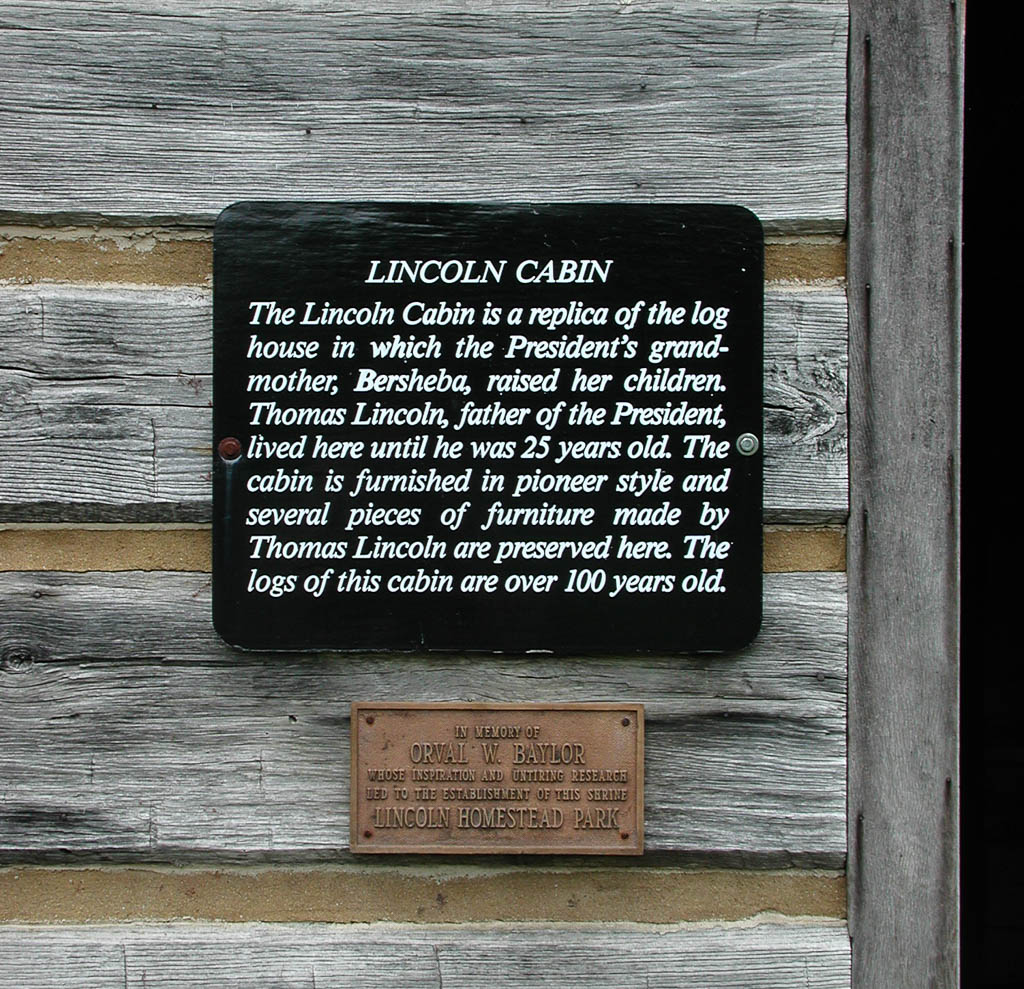 LINCOLN CABIN
The Lincoln Cabin is a replica of the log
house in which the President's grand-
mother, Bersheba, raised her children.
Thomas Lincoln, father of the President,
lived here until he was 25 years old. The
cabin is furnished in pioneer style and
several pieces of furniture made by
Thomas Lincoln are preserved here. The
logs of this cabin are over 100 years old.
IN MEMORY OF
ORVAL W. BAYLOR
WHOSE INSPIRATION AND UNTIRING RESEARCH
LED TO THE ESTABLISHMENT OF THIS SHRINE
LINCOLN HOMESTEAD PARK